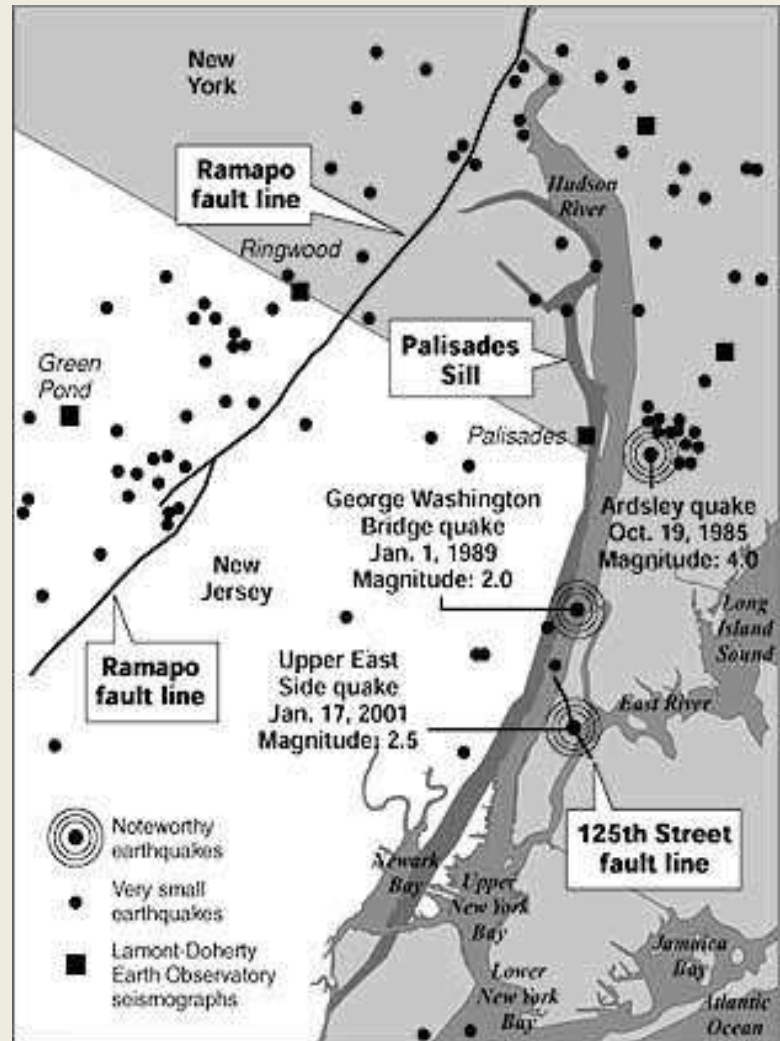 New
York
Ramapo
fault line
Hudson
River
Ringwood
Green
Pond
Palisades
Sill
Palisades
George Washington
Bridge quake
Jan. 1, 1989
Magnitude: 2.0
Ardsley quake
Oct. 19, 1985
Magnitude: 4.0
New
Jersey
Long
Island
Sound
Ramapo
fault line
Upper East
Side quake
Jan. 17, 2001
Magnitude: 2.5
East River
125th Street
fault line
Noteworthy
earthquakes
Very small
earthquakes
Lamont-Doherty
Earth Observatory
seismographs
Newark
Bay
Upper
New York
Bay
Lower
New York
Bay
Jamaica
Bay
Atlantic
Ocean